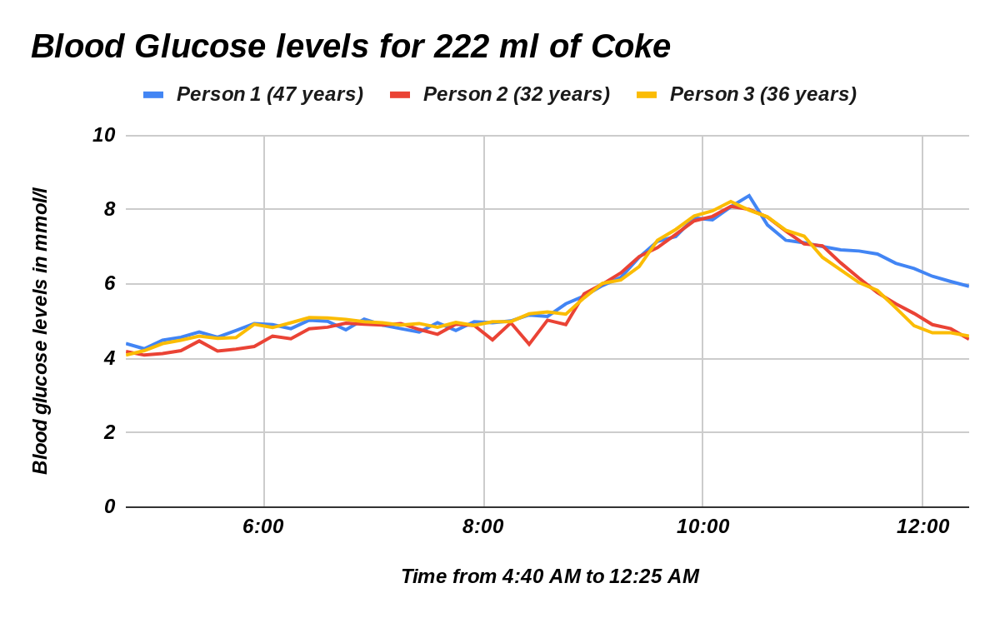 Blood Glucose levels for 222 ml of Coke
Person 1 (47 years) Person 2 (32 years) Person 3 (36 years)
Blood glucose levels in mmol/l
10
8
6
4
2
0
6:00 8:00 10:00 12:00
Time from 4:40 AM to 12:25 AM